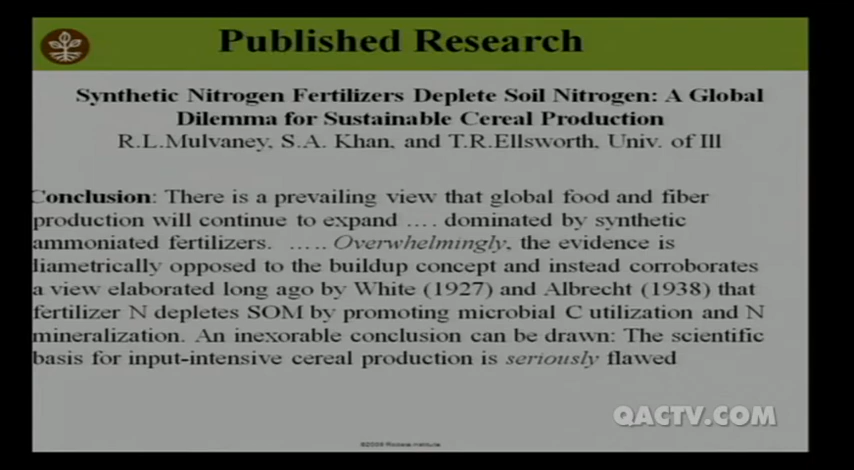 Published Research
Synthetic Nitrogen Fertilizers Deplete Soil Nitrogen: A Global
Dilemma for Sustainable Cereal Production
R.L.Mulvaney, S.A. Khan, and T.R.Ellsworth, Univ. of Ill
Conclusion: There is a prevailing view that global food and fiber
production will continue to expand .... dominated by synthetic
ammoniated fertilizers. ..... Overwhelmingly, the evidence is
diametrically opposed to the buildup concept and instead corroborates
a view elaborated long ago by White (1927) and Albrecht (1938) that
fertilizer N depletes SOM by promoting microbial C utilization and N
mineralization. An inexorable conclusion can be drawn: The scientific
basis for input-intensive cereal production is seriously flawed
QACTV.COM
©2009 Rodale Institute